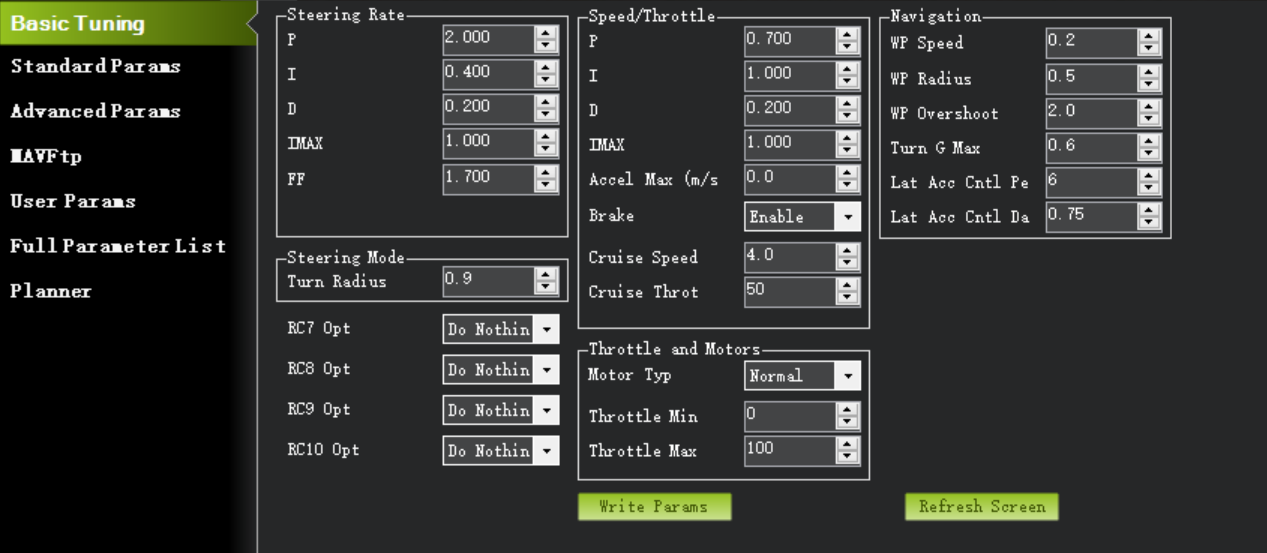 Basic Tuning
Standard Params
Advanced Params
MAVFtp
User Params
Full Parameter List
Planner
Steering Rate
P 2.000
I 0.400
D 0.200
IMAX 1.000
FF 1.700
Steering Mode
Turn Radius 0.9
RC7 Opt Do Nothin
RC8 Opt Do Nothin
RC9 Opt Do Nothin
RC10 Opt Do Nothin
Speed/Throttle
P 0.700
I 1.000
D 0.200
IMAX 1.000
Accel Max (m/s 0.0
Brake Enable
Cruise Speed 4.0
Cruise Throt 50
Throttle and Motors
Motor Typ Normal
Throttle Min 0
Throttle Max 100
Navigation
WP Speed 0.2
WP Radius 0.5
WP Overshoot 2.0
Turn G Max 0.6
Lat Acc Cntl Pe 6
Lat Acc Cntl Da 0.75
Write Params
Refresh Screen